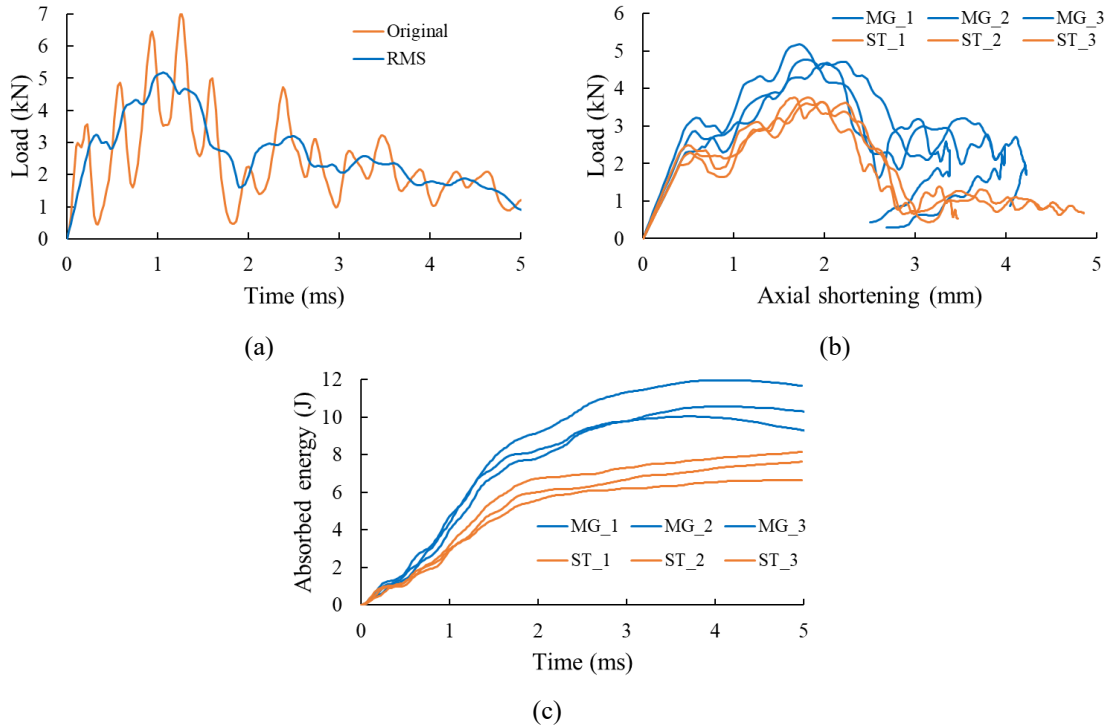 Load (kN)
7
6
5
4
3
2
1
0
Original
RMS
0 1 2 3 4 5
Time (ms)
(a)
Load (kN)
6
5
4
3
2
1
0
MG_1 MG_2 MG_3
ST_1 ST_2 ST_3
0 1 2 3 4 5
Axial shortening (mm)
(b)
Absorbed energy (J)
12
10
8
6
4
2
0
MG_1 MG_2 MG_3
ST_1 ST_2 ST_3
0 1 2 3 4 5
Time (ms)
(c)